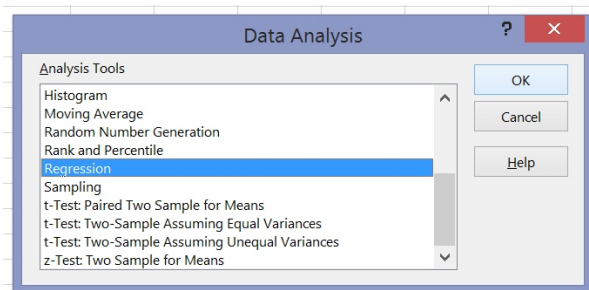 Data Analysis
?
Analysis Tools
Histogram
Moving Average
Random Number Generation
Rank and Percentile
Regression
Sampling
t-Test: Paired Two Sample for Means
t-Test: Two-Sample Assuming Equal Variances
t-Test: Two-Sample Assuming Unequal Variances
z-Test: Two Sample for Means
OK
Cancel
Help